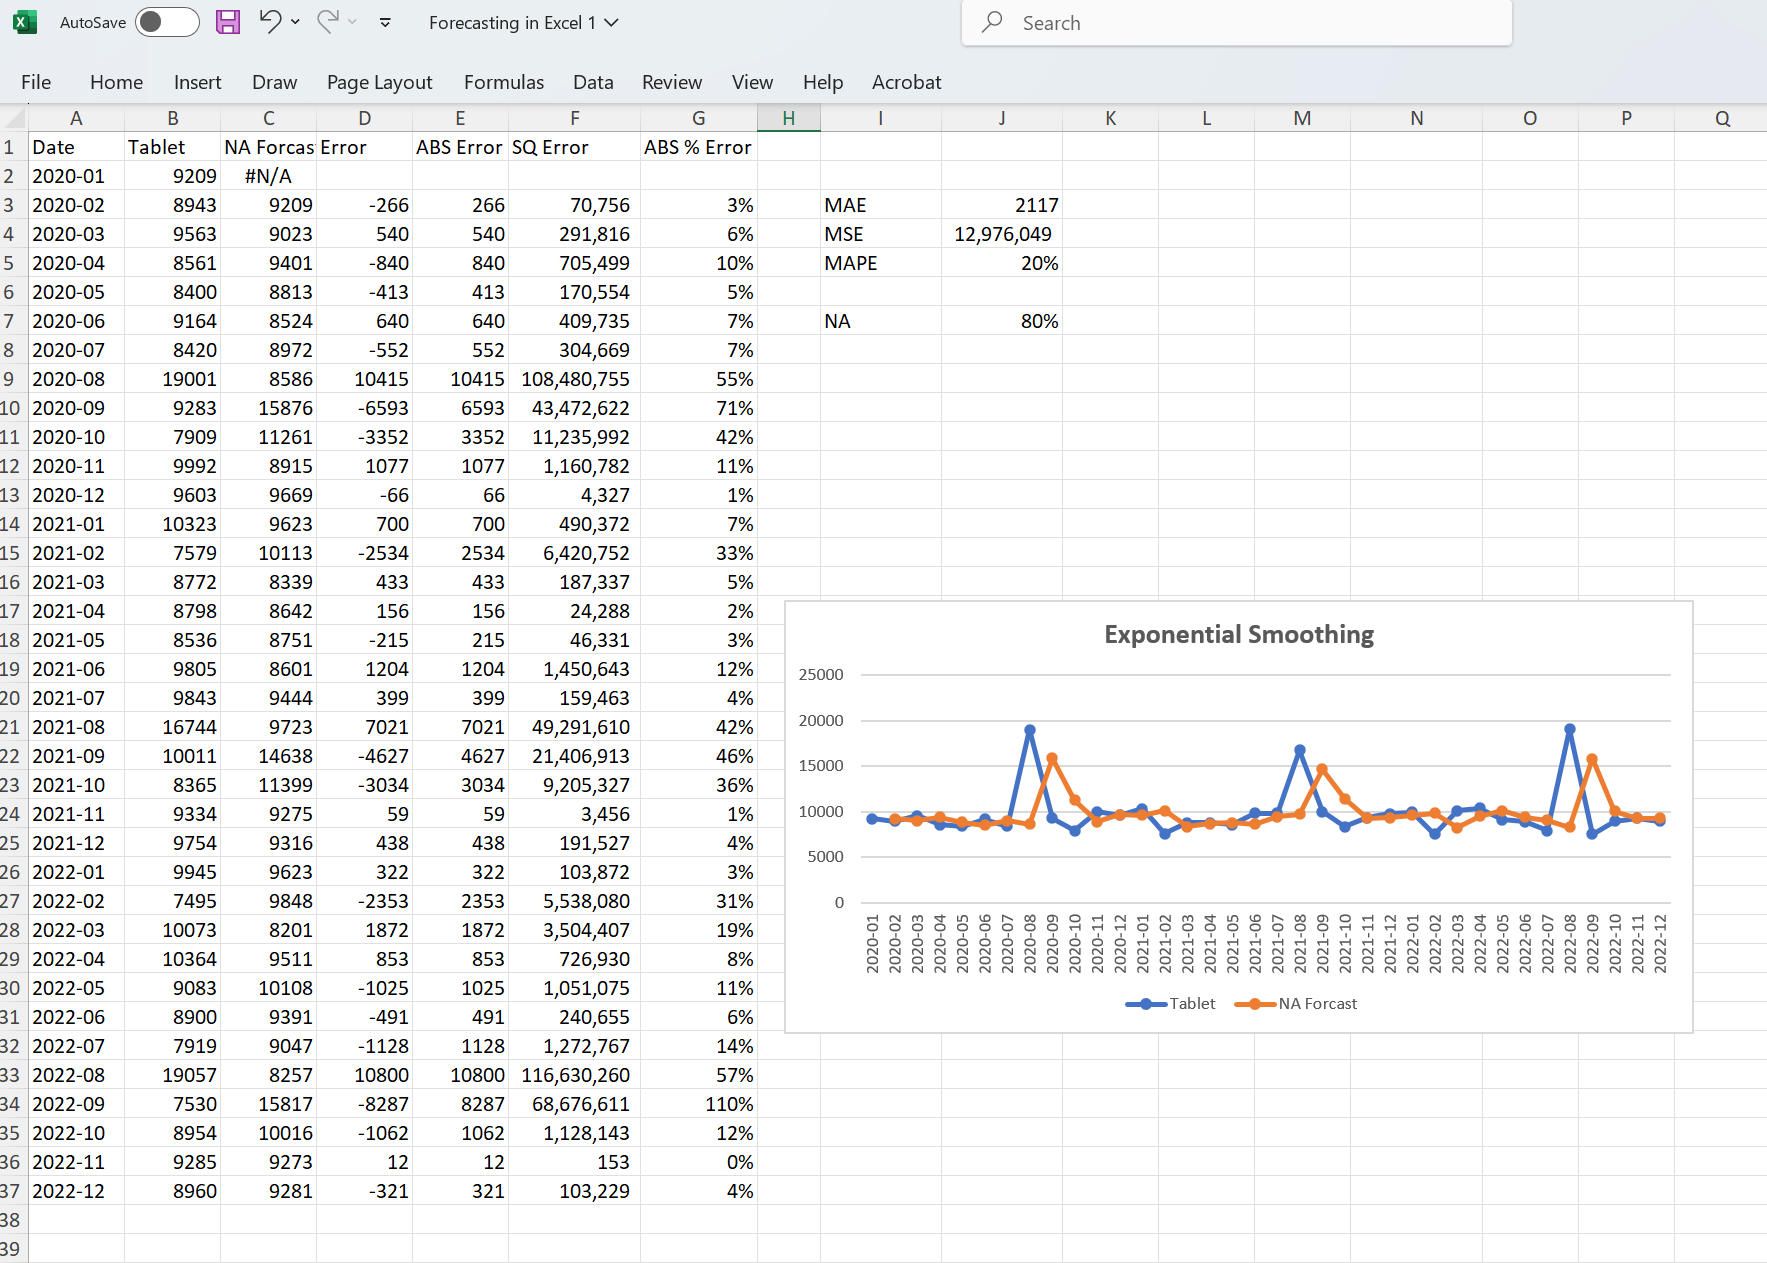 AutoSave Forecasting in Excel 1 Search
File Home Insert Draw Page Layout Formulas Data Review View Help Acrobat
A B C D E F G H I J K L M N O P Q
1 Date Tablet NA Forcas Error ABS Error SQ Error ABS % Error
2 2020-01 9209 #N/A
3 2020-02 8943 9209 -266 266 70,756 3% MAE 2117
4 2020-03 9563 9023 540 540 291,816 6% MSE 12,976,049
5 2020-04 8561 9401 -840 840 705,499 10% MAPE 20%
6 2020-05 8400 8813 -413 413 170,554 5%
7 2020-06 9164 8524 640 640 409,735 7% NA 80%
8 2020-07 8420 8972 -552 552 304,669 7%
9 2020-08 19001 8586 10415 10415 108,480,755 55%
10 2020-09 9283 15876 -6593 6593 43,472,622 71%
11 2020-10 7909 11261 -3352 3352 11,235,992 42%
12 2020-11 9992 8915 1077 1077 1,160,782 11%
13 2020-12 9603 9669 -66 66 4,327 1%
14 2021-01 10323 9623 700 700 490,372 7%
15 2021-02 7579 10113 -2534 2534 6,420,752 33%
16 2021-03 8772 8339 433 433 187,337 5%
17 2021-04 8798 8642 156 156 24,288 2%
18 2021-05 8536 8751 -215 215 46,331 3%
19 2021-06 9805 8601 1204 1204 1,450,643 12%
20 2021-07 9843 9444 399 399 159,463 4%
21 2021-08 16744 9723 7021 7021 49,291,610 42%
22 2021-09 10011 14638 -4627 4627 21,406,913 46%
23 2021-10 8365 11399 -3034 3034 9,205,327 36%
24 2021-11 9334 9275 59 59 3,456 1%
25 2021-12 9754 9316 438 438 191,527 4%
26 2022-01 9945 9623 322 322 103,872 3%
27 2022-02 7495 9848 -2353 2353 5,538,080 31%
28 2022-03 10073 8201 1872 1872 3,504,407 19%
29 2022-04 10364 9511 853 853 726,930 8%
30 2022-05 9083 10108 -1025 1025 1,051,075 11%
31 2022-06 8900 9391 -491 491 240,655 6%
32 2022-07 7919 9047 -1128 1128 1,272,767 14%
33 2022-08 19057 8257 10800 10800 116,630,260 57%
34 2022-09 7530 15817 -8287 8287 68,676,611 110%
35 2022-10 8954 10016 -1062 1062 1,128,143 12%
36 2022-11 9285 9273 12 12 153 0%
37 2022-12 8960 9281 -321 321 103,229 4%
38
39
Exponential Smoothing
25000
20000
15000
10000
5000
0
2020-01 2020-02 2020-03 2020-04 2020-05 2020-06 2020-07 2020-08 2020-09 2020-10 2020-11 2020-12 2021-01 2021-02 2021-03 2021-04 2021-05 2021-06 2021-07 2021-08 2021-09 2021-10 2021-11 2021-12 2022-01 2022-02 2022-03 2022-04 2022-05 2022-06 2022-07 2022-08 2022-09 2022-10 2022-11 2022-12
Tablet NA Forcast